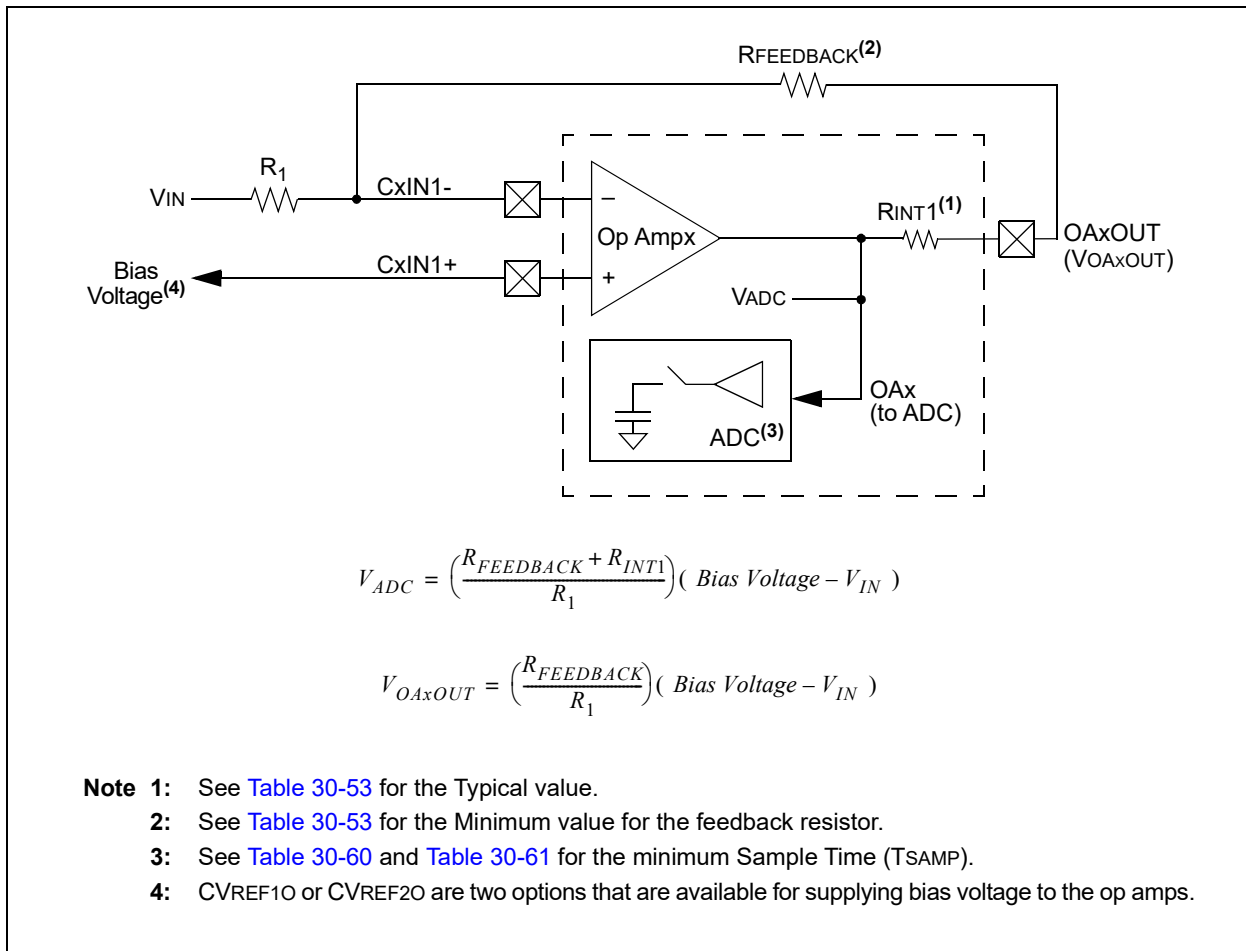 RFEEDBACK(2)
R1
VIN
CxIN1-
–
Op Ampx
RINT1(1)
OAxOUT
(VOAxOUT)
Bias
Voltage(4)
CxIN1+
+
VADC
OAx
(to ADC)
ADC(3)
VADC = (RFEEDBACK + RINT1 / R1) ( Bias Voltage – VIN )
VOAxOUT = (RFEEDBACK / R1) ( Bias Voltage – VIN )
Note 1: See Table 30-53 for the Typical value.
2: See Table 30-53 for the Minimum value for the feedback resistor.
3: See Table 30-60 and Table 30-61 for the minimum Sample Time (TSAMP).
4: CVREF1O or CVREF2O are two options that are available for supplying bias voltage to the op amps.